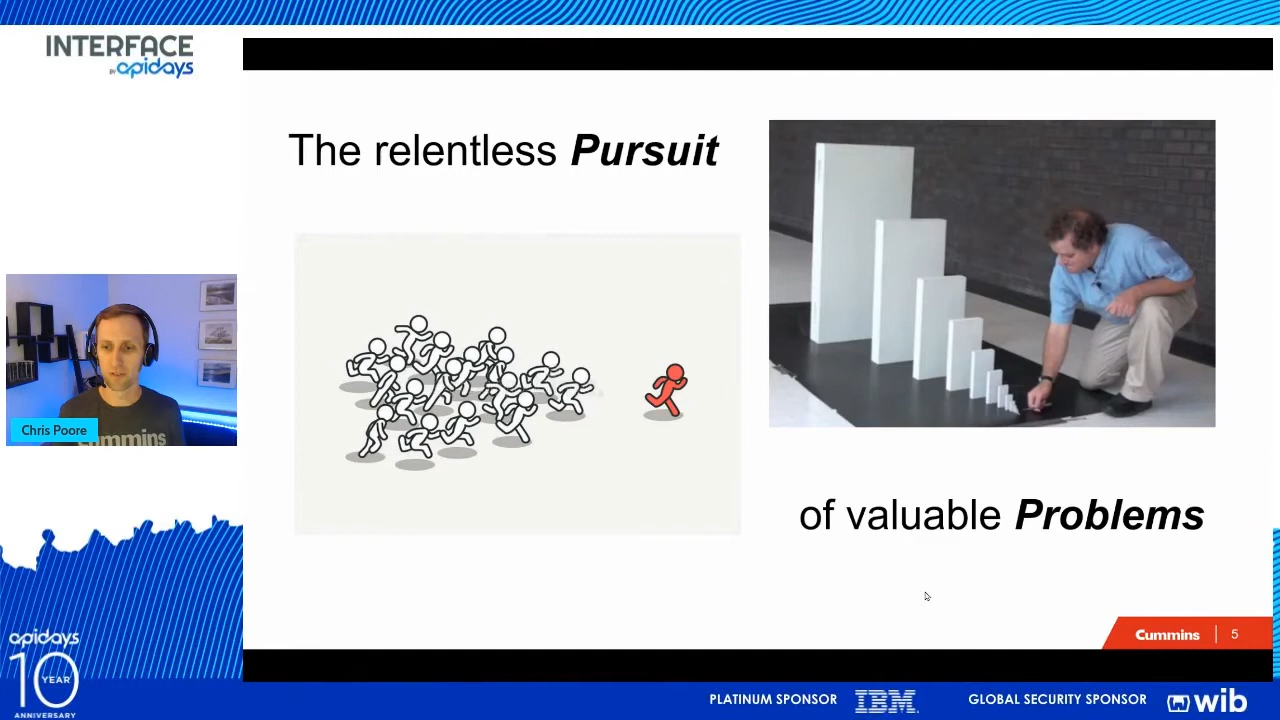 INTERFACE
BY apidays
The relentless Pursuit
of valuable Problems
Chris Poore
cummins
Cummins | 5
apidays
10
YEAR
ANNIVERSARY
PLATINUM SPONSOR IBM. GLOBAL SECURITY SPONSOR wib